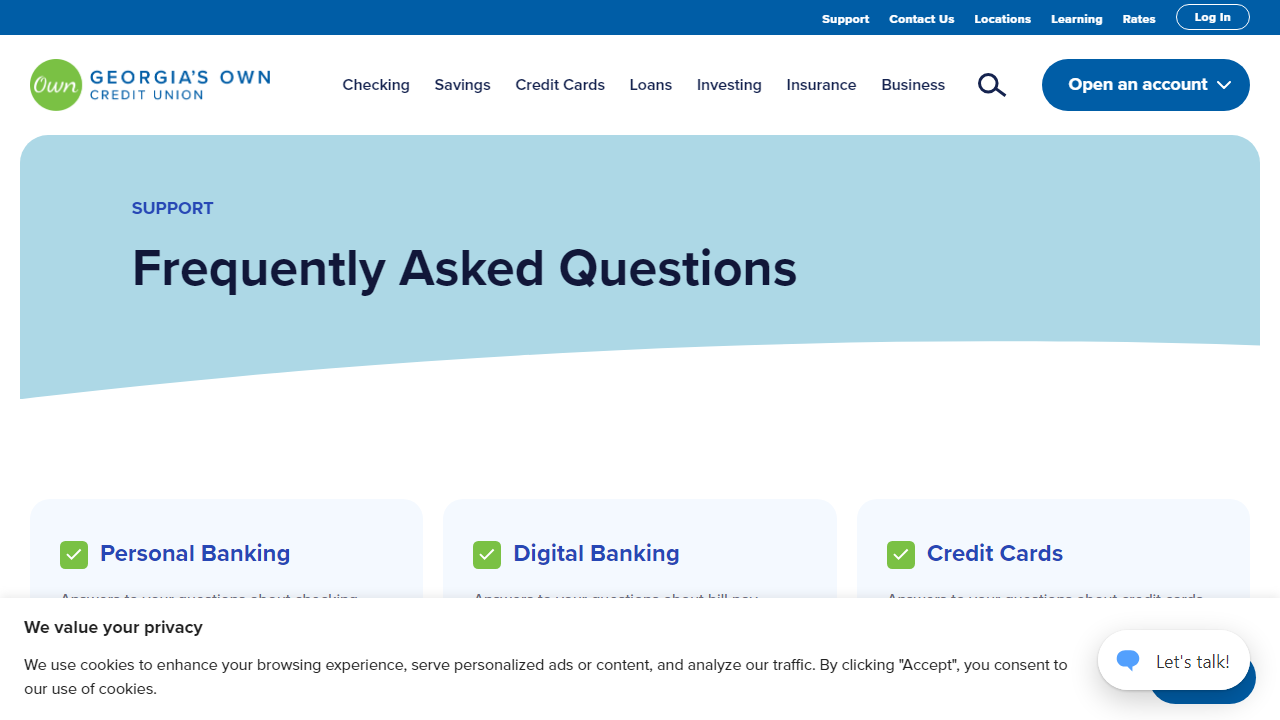 Support Contact Us Locations Learning Rates Log In
Own GEORGIA'S OWN
CREDIT UNION
Checking Savings Credit Cards Loans Investing Insurance Business Open an account
SUPPORT
Frequently Asked Questions
Personal Banking Digital Banking Credit Cards
Answers to your questions about checking, Answers to your questions about bill pay, Answers to your questions about credit cards,
We value your privacy
We use cookies to enhance your browsing experience, serve personalized ads or content, and analyze our traffic. By clicking "Accept", you consent to
our use of cookies.
Let's talk!